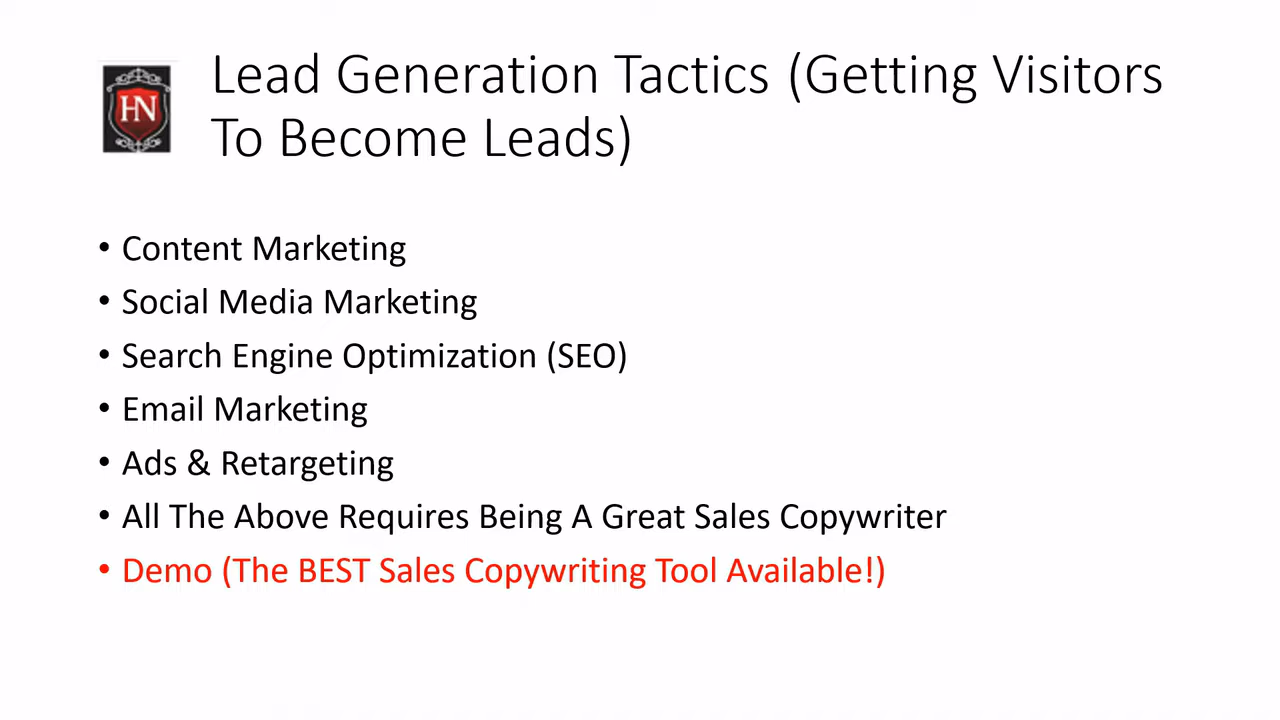 HN
Lead Generation Tactics (Getting Visitors
To Become Leads)
• Content Marketing
• Social Media Marketing
• Search Engine Optimization (SEO)
• Email Marketing
• Ads & Retargeting
• All The Above Requires Being A Great Sales Copywriter
• Demo (The BEST Sales Copywriting Tool Available!)